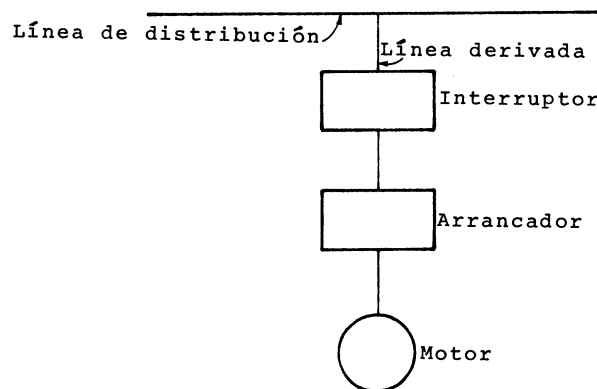 Línea de distribución
Línea derivada
Interruptor
Arrancador
Motor